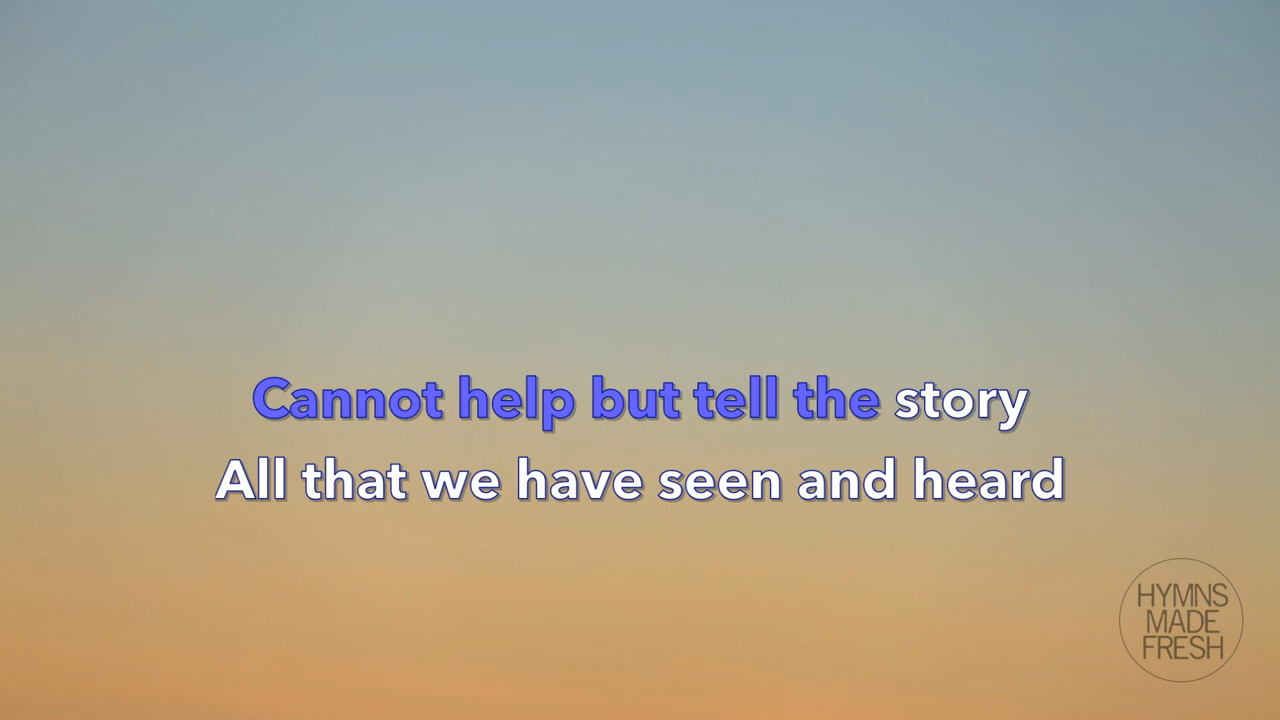 Cannot help but tell the story
All that we have seen and heard
HYMNS
MADE
FRESH